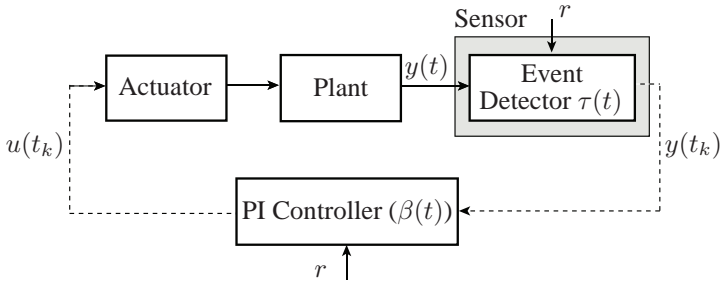 Sensor
r
Actuator
Plant
y(t)
Event
Detector τ(t)
u(t_k)
y(t_k)
PI Controller (β(t))
r